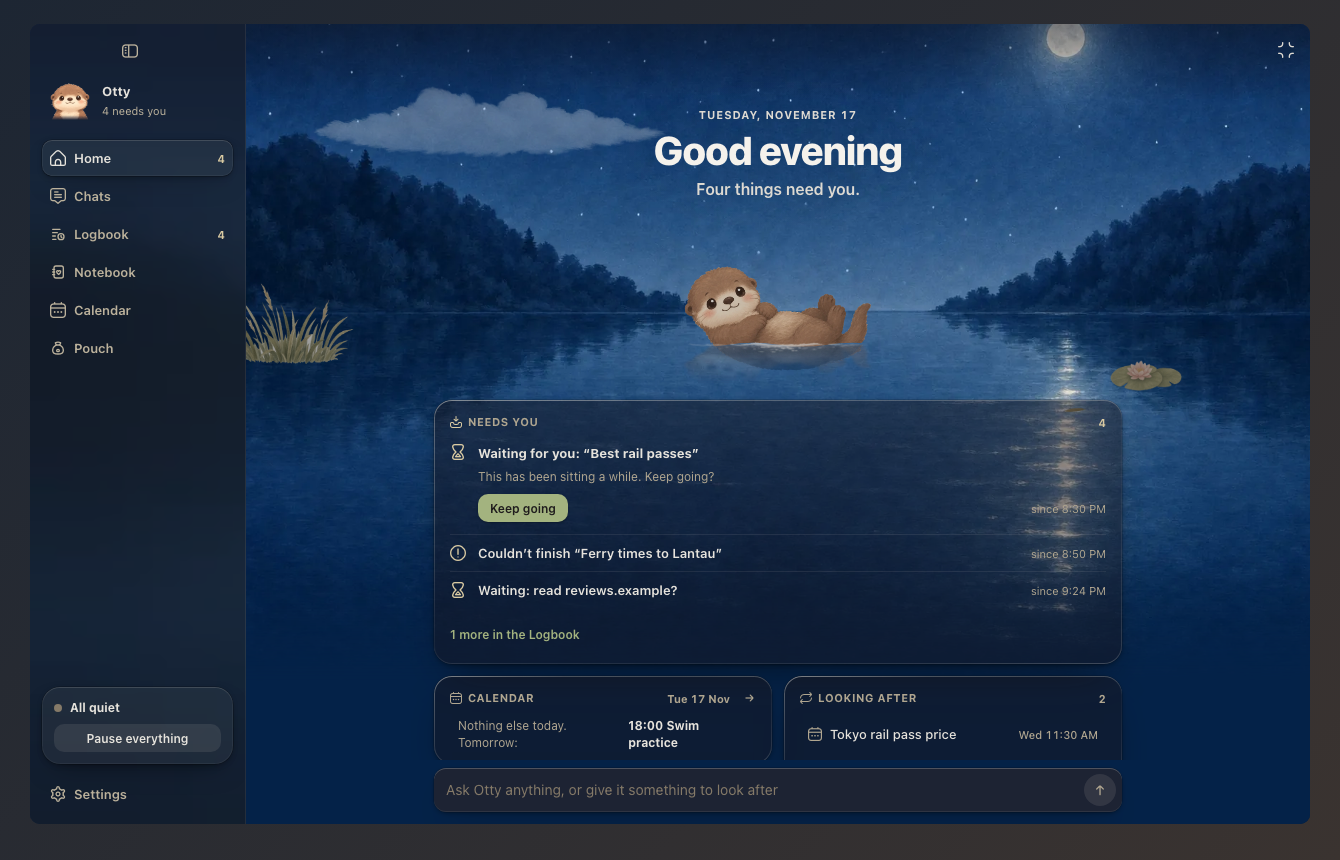 Otty
4 needs you
Home 4
Chats
Logbook 4
Notebook
Calendar
Pouch
All quiet
Pause everything
Settings
TUESDAY, NOVEMBER 17
Good evening
Four things need you.
NEEDS YOU 4
Waiting for you: “Best rail passes”
This has been sitting a while. Keep going?
Keep going since 8:30 PM
Couldn’t finish “Ferry times to Lantau” since 8:50 PM
Waiting: read reviews.example? since 9:24 PM
1 more in the Logbook
CALENDAR Tue 17 Nov
Nothing else today. Tomorrow:
18:00 Swim practice
LOOKING AFTER 2
Tokyo rail pass price Wed 11:30 AM
Ask Otty anything, or give it something to look after